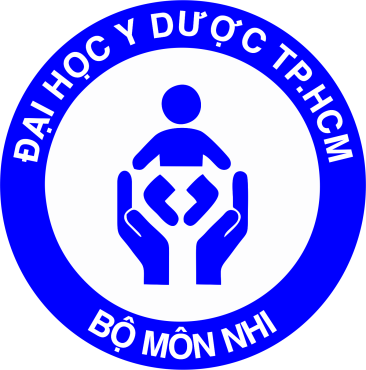 ĐẠI HỌC Y DƯỢC TP.HCM
BỘ MÔN NHI